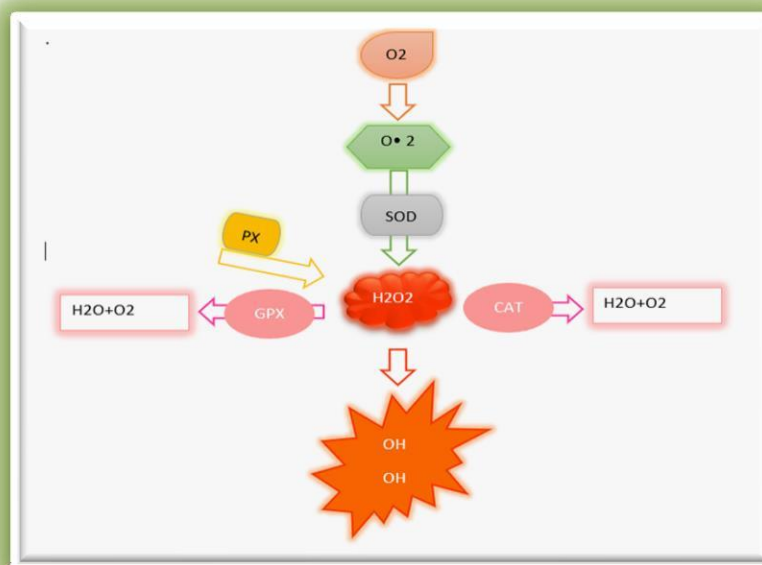 O2
O• 2
SOD
PX
H2O2
H2O+O2
GPX
CAT
H2O+O2
OH
OH